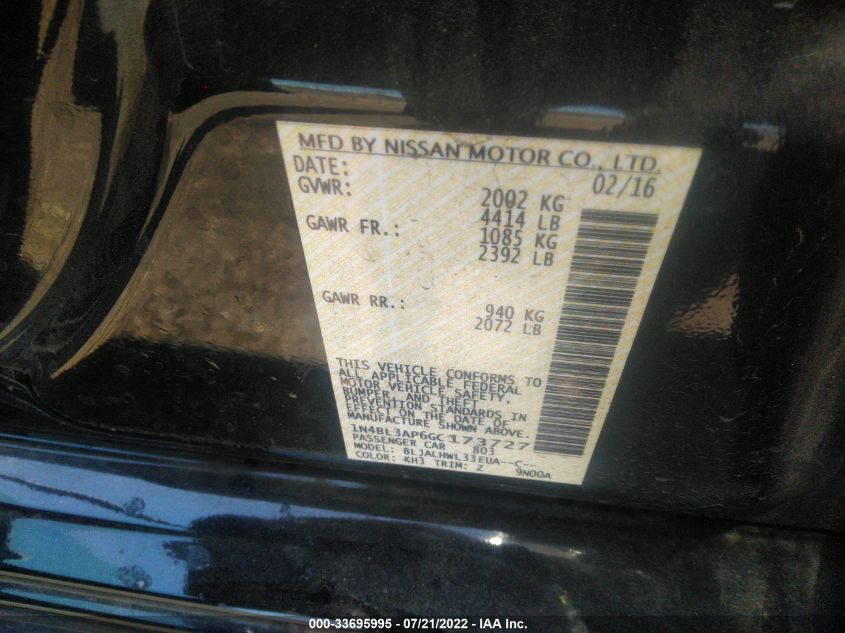 MFD BY NISSAN MOTOR CO., LTD.
DATE: 02/16
GVWR: 2002 KG
4414 LB
GAWR FR.: 1085 KG
2392 LB
GAWR RR.: 940 KG
2072 LB
THIS VEHICLE CONFORMS TO
ALL APPLICABLE FEDERAL
MOTOR VEHICLE SAFETY,
BUMPER, AND THEFT
PREVENTION STANDARDS IN
EFFECT ON THE DATE OF
MANUFACTURE SHOWN ABOVE.
1N4BL3AP6GC173727
PASSENGER CAR 803
MODEL: BLJALHWL33EUA--C--
COLOR: KH3 TRIM: Z 9N00A
000-33695995 - 07/21/2022 - IAA Inc.